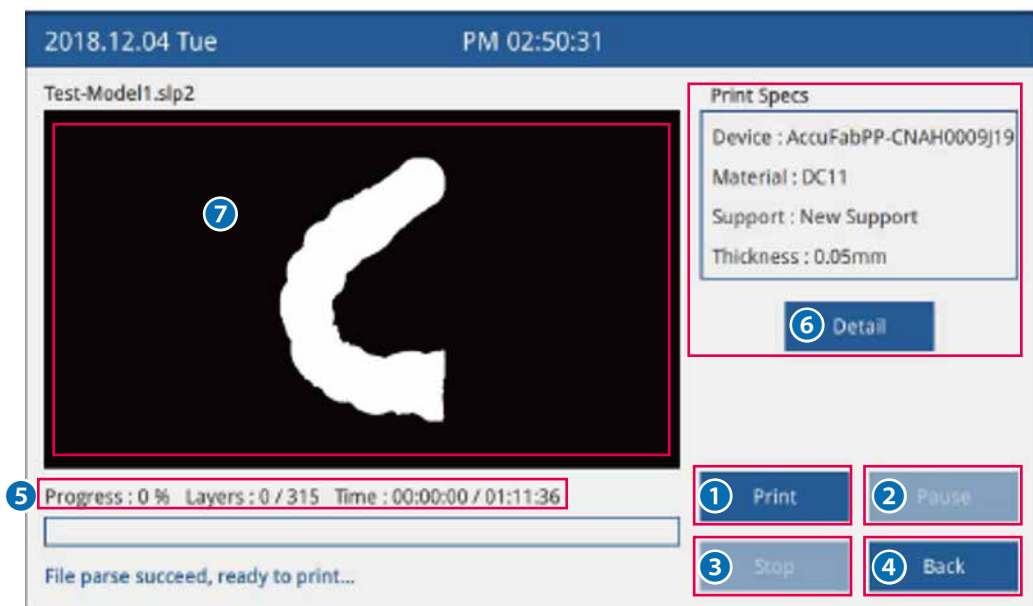 2018.12.04 Tue PM 02:50:31
Test-Model1.slp2
7
Print Specs
Device : AccuFabPP-CNAH0009J19
Material : DC11
Support : New Support
Thickness : 0.05mm
6 Detail
5 Progress : 0 % Layers : 0 / 315 Time : 00:00:00 / 01:11:36
File parse succeed, ready to print...
1 Print
2 Pause
3 Stop
4 Back